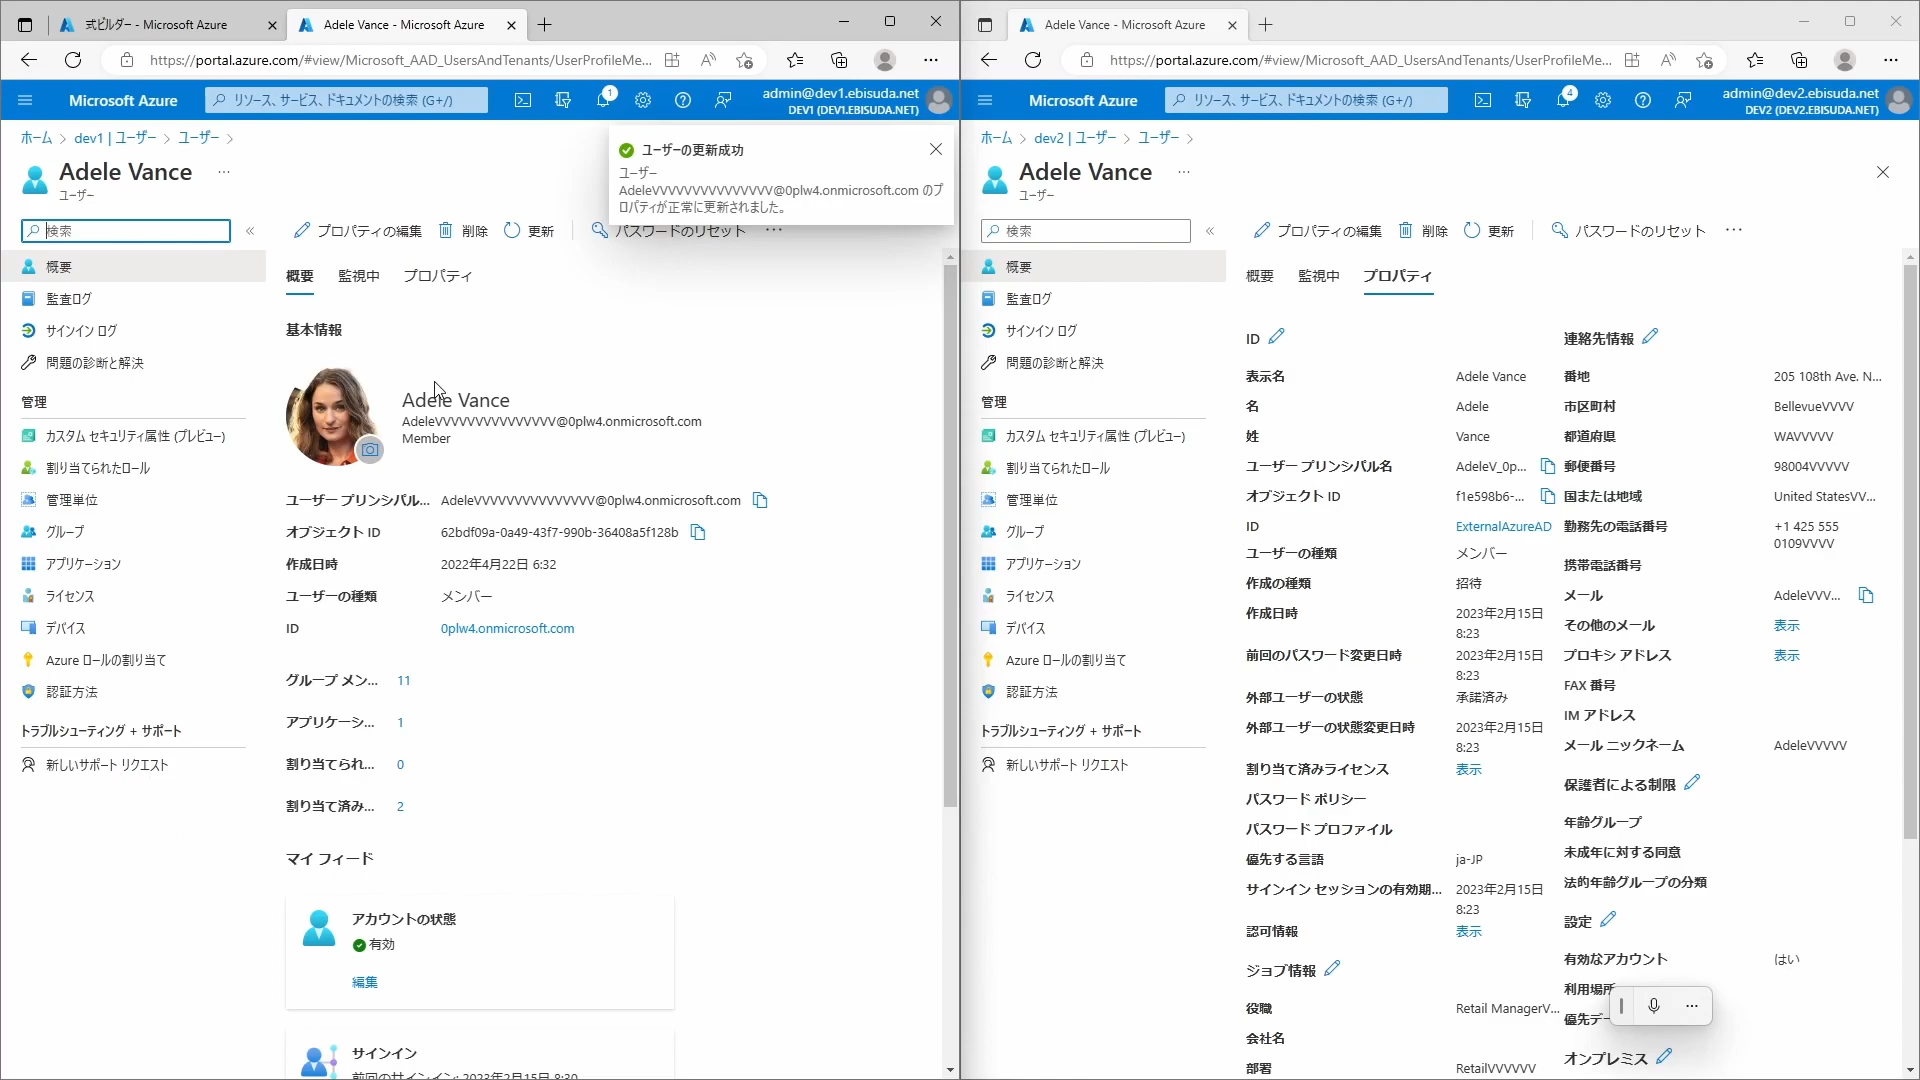 式ビルダー - Microsoft Azure
Adele Vance - Microsoft Azure
https://portal.azure.com/#view/Microsoft_AAD_UsersAndTenants/UserProfileMe...
Microsoft Azure
リソース、サービス、ドキュメントの検索 (G+/)
1
admin@dev1.ebisuda.net
DEV1 (DEV1.EBISUDA.NET)
ホーム
dev1 | ユーザー
ユーザー
Adele Vance
...
ユーザー
ユーザーの更新成功
ユーザー
AdeleVVVVVVVVVVVVVVV@0plw4.onmicrosoft.com のプ
ロパティが正常に更新されました。
検索
«
プロパティの編集
削除
更新
パスワードのリセット
...
概要
監査ログ
サインイン ログ
問題の診断と解決
管理
カスタム セキュリティ属性 (プレビュー)
割り当てられたロール
管理単位
グループ
アプリケーション
ライセンス
デバイス
Azure ロールの割り当て
認証方法
トラブルシューティング + サポート
新しいサポート リクエスト
概要
監視中
プロパティ
基本情報
Adele Vance
AdeleVVVVVVVVVVVVVVV@0plw4.onmicrosoft.com
Member
ユーザー プリンシパル... AdeleVVVVVVVVVVVVVVV@0plw4.onmicrosoft.com
オブジェクト ID 62bdf09a-0a49-43f7-990b-36408a5f128b
作成日時 2022年4月22日 6:32
ユーザーの種類 メンバー
ID 0plw4.onmicrosoft.com
グループ メン... 11
アプリケーシ... 1
割り当てられ... 0
割り当て済み... 2
マイ フィード
アカウントの状態
有効
編集
サインイン
前回のサインイン: 2023年2月15日 8:30
Adele Vance - Microsoft Azure
https://portal.azure.com/#view/Microsoft_AAD_UsersAndTenants/UserProfileMe...
Microsoft Azure
リソース、サービス、ドキュメントの検索 (G+/)
4
admin@dev2.ebisuda.net
DEV2 (DEV2.EBISUDA.NET)
ホーム
dev2 | ユーザー
ユーザー
Adele Vance
...
ユーザー
検索
«
プロパティの編集
削除
更新
パスワードのリセット
...
概要
監査ログ
サインイン ログ
問題の診断と解決
管理
カスタム セキュリティ属性 (プレビュー)
割り当てられたロール
管理単位
グループ
アプリケーション
ライセンス
デバイス
Azure ロールの割り当て
認証方法
トラブルシューティング + サポート
新しいサポート リクエスト
概要
監視中
プロパティ
ID
表示名 Adele Vance
名 Adele
姓 Vance
ユーザー プリンシパル名 AdeleV_0p...
オブジェクト ID f1e598b6-...
ID ExternalAzureAD
ユーザーの種類 メンバー
作成の種類 招待
作成日時 2023年2月15日
8:23
前回のパスワード変更日時 2023年2月15日
8:23
外部ユーザーの状態 承諾済み
外部ユーザーの状態変更日時 2023年2月15日
8:23
割り当て済みライセンス 表示
パスワード ポリシー
パスワード プロファイル
優先する言語 ja-JP
サインイン セッションの有効期... 2023年2月15日
8:23
認可情報 表示
ジョブ情報
役職 Retail ManagerV...
会社名
部署 RetailVVVVVV
連絡先情報
番地 205 108th Ave. N...
市区町村 BellevueVVVV
都道府県 WAVVVVV
郵便番号 98004VVVVV
国または地域 United StatesVV...
勤務先の電話番号 +1 425 555
0109VVVV
携帯電話番号
メール AdeleVVV...
その他のメール 表示
プロキシ アドレス 表示
FAX 番号
IM アドレス
メール ニックネーム AdeleVVVVV
保護者による制限
年齢グループ
未成年に対する同意
法的年齢グループの分類
設定
有効なアカウント はい
利用場所
優先デー
オンプレミス